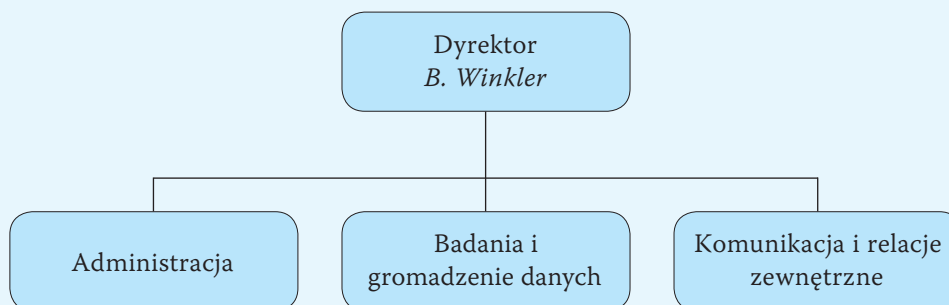 Dyrektor
B. Winkler
Administracja
Badania i
gromadzenie danych
Komunikacja i relacje
zewnętrzne